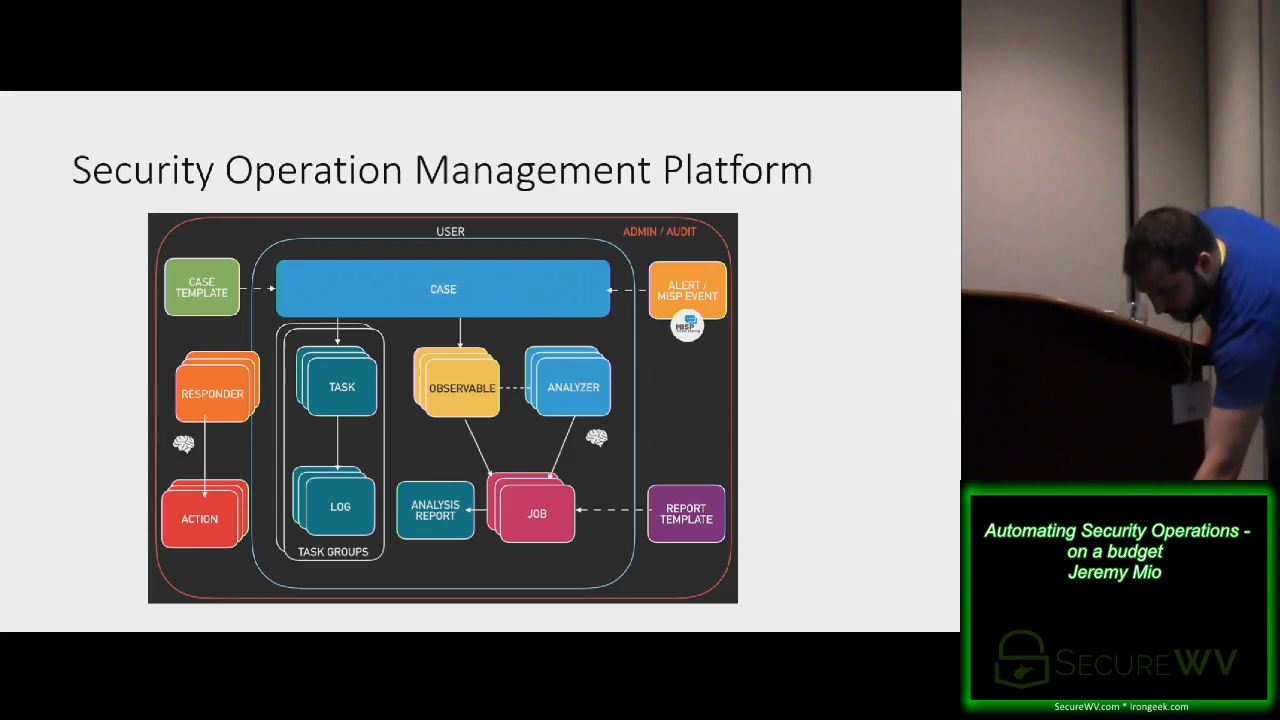 Security Operation Management Platform
USER
ADMIN / AUDIT
CASE
TEMPLATE
CASE
ALERT /
MISP EVENT
MISP
RESPONDER
TASK
OBSERVABLE
ANALYZER
ACTION
LOG
ANALYSIS
REPORT
JOB
REPORT
TEMPLATE
TASK GROUPS
Automating Security Operations -
on a budget
Jeremy Mio
SECUREWV
SecureWV.com * Irongeek.com